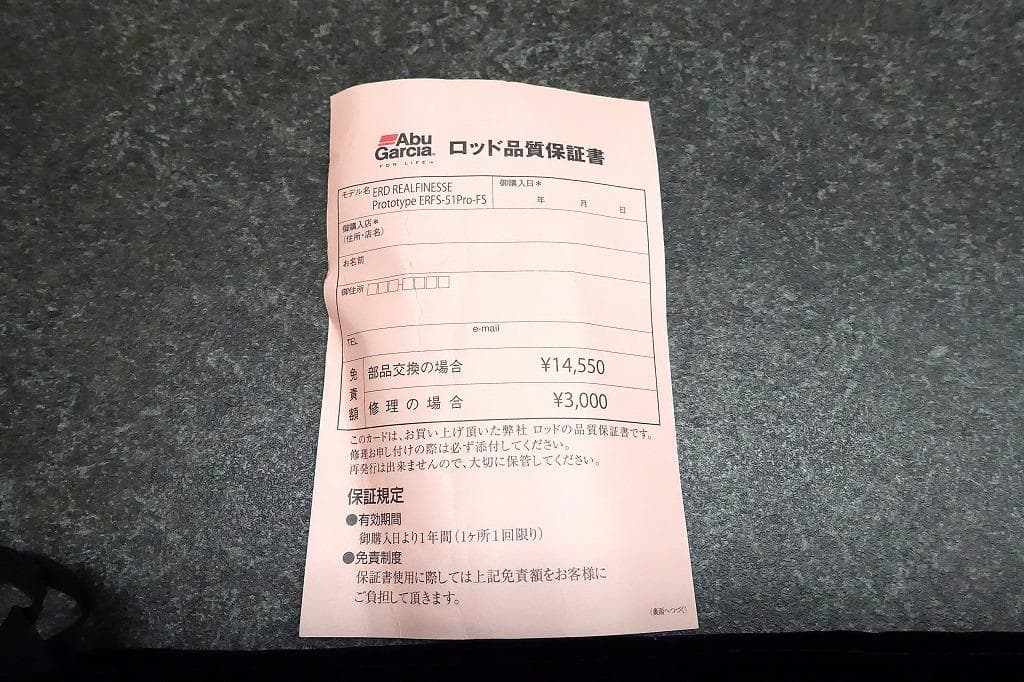 Abu
Garcia®
FOR LIFE™
ロッド品質保証書
モデル名 ERD REALFINESSE
Prototype ERFS-51Pro-FS
御購入日*
年 月 日
御購入店*
(住所・店名)
お名前
御住所 □□□-□□□□
TEL e-mail
免責額
部品交換の場合 ¥14,550
修理の場合 ¥3,000
このカードは、お買い上げ頂いた弊社 ロッドの品質保証書です。
修理お申し付けの際は必ず添付してください。
再発行は出来ませんので、大切に保管してください。
保証規定
●有効期間
御購入日より1年間(1ヶ所1回限り)
●免責制度
保証書使用に際しては上記免責額をお客様に
ご負担して頂きます。
(裏面へつづく)